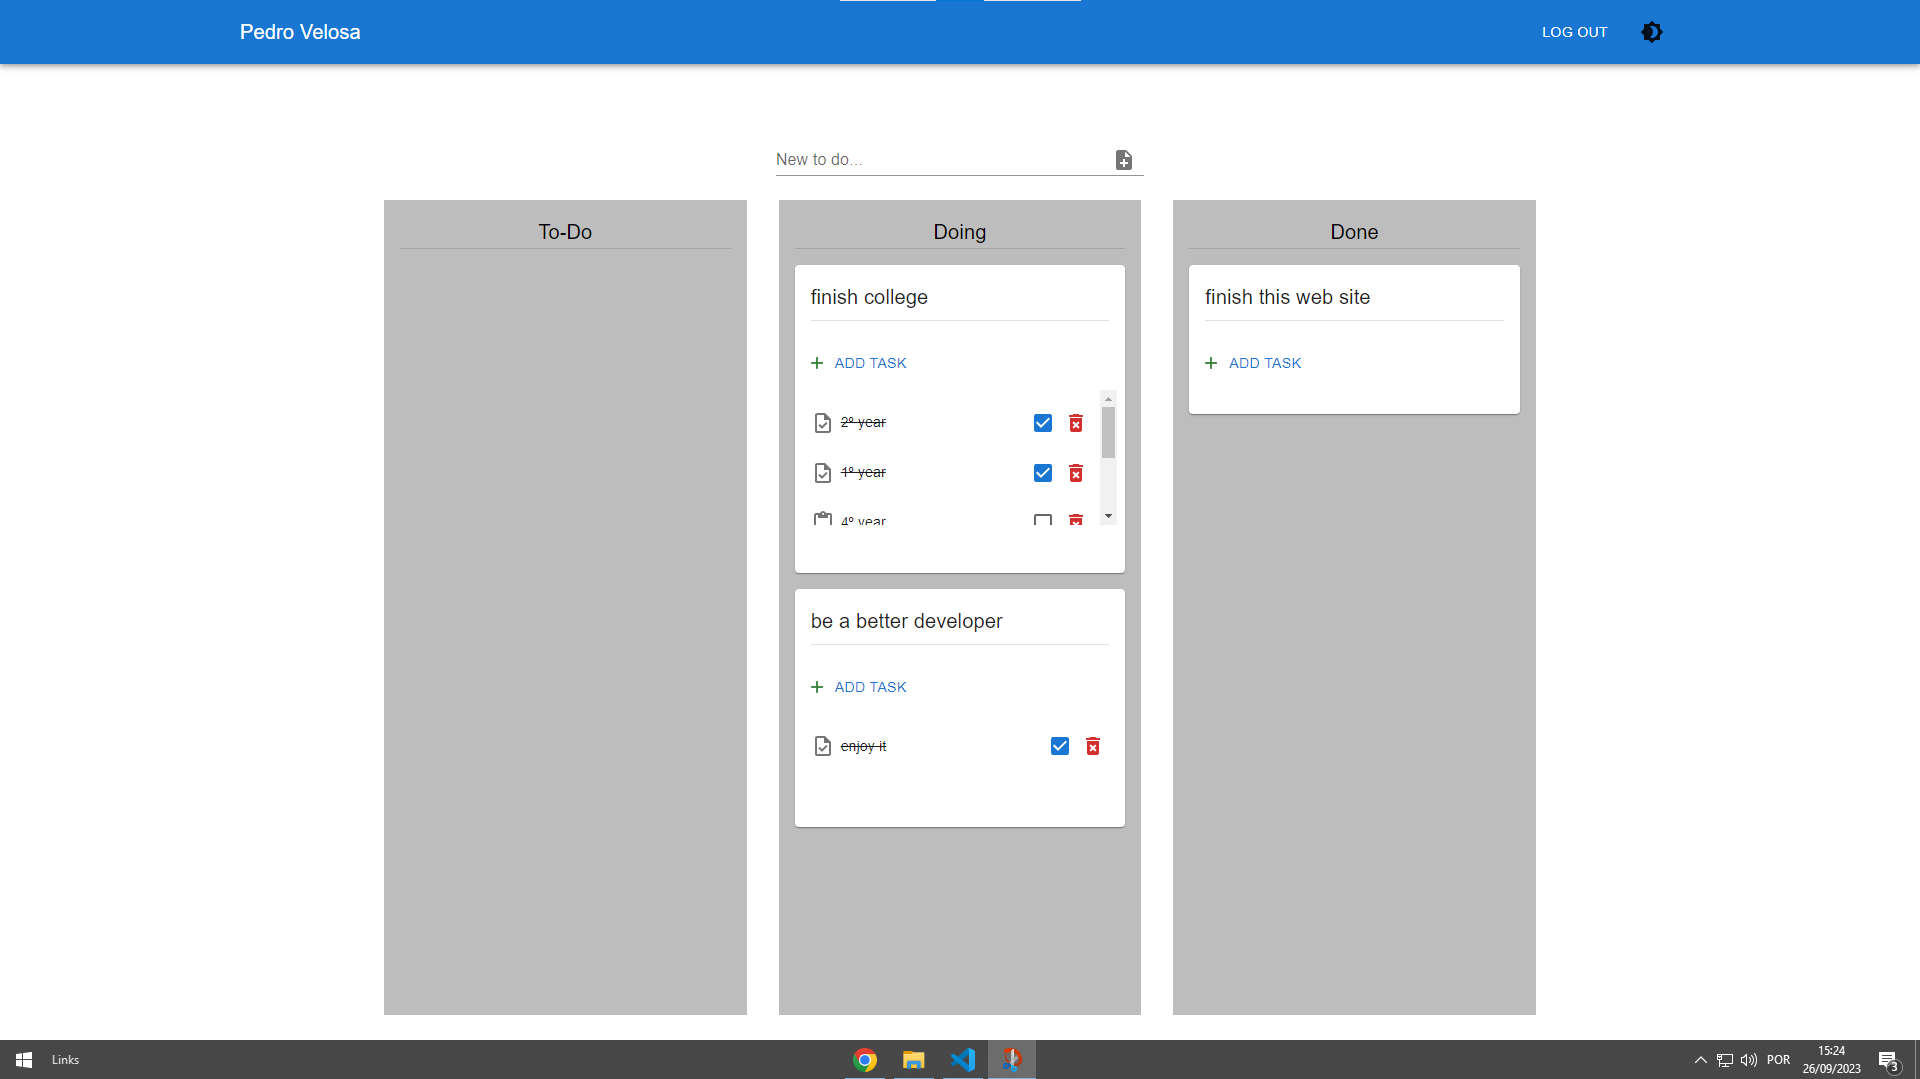 Pedro Velosa
LOG OUT
New to do...
To-Do
Doing
Done
finish college
ADD TASK
2º year
1º year
4º year
be a better developer
ADD TASK
enjoy it
finish this web site
ADD TASK
Links
POR
15:24
26/09/2023
3